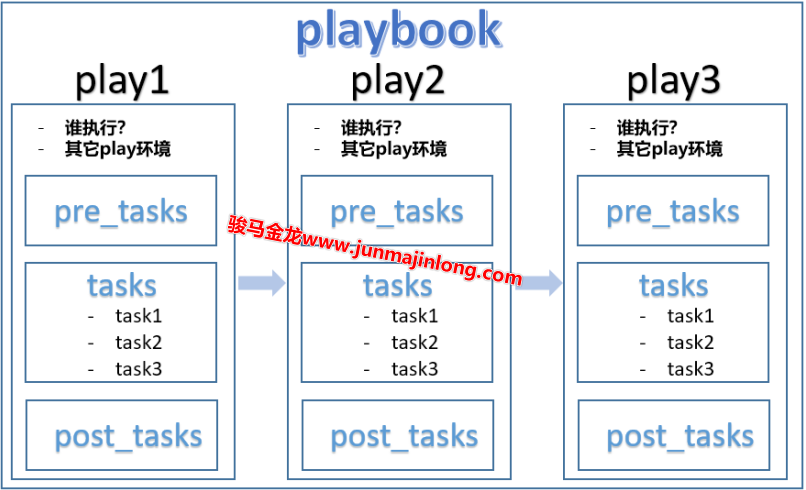 playbook
play1
- 谁执行?
- 其它play环境
pre_tasks
tasks
- task1
- task2
- task3
post_tasks
play2
- 谁执行?
- 其它play环境
pre_tasks
tasks
- task1
- task2
- task3
post_tasks
play3
- 谁执行?
- 其它play环境
pre_tasks
tasks
- task1
- task2
- task3
post_tasks
骏马金龙www.junmajinlong.com